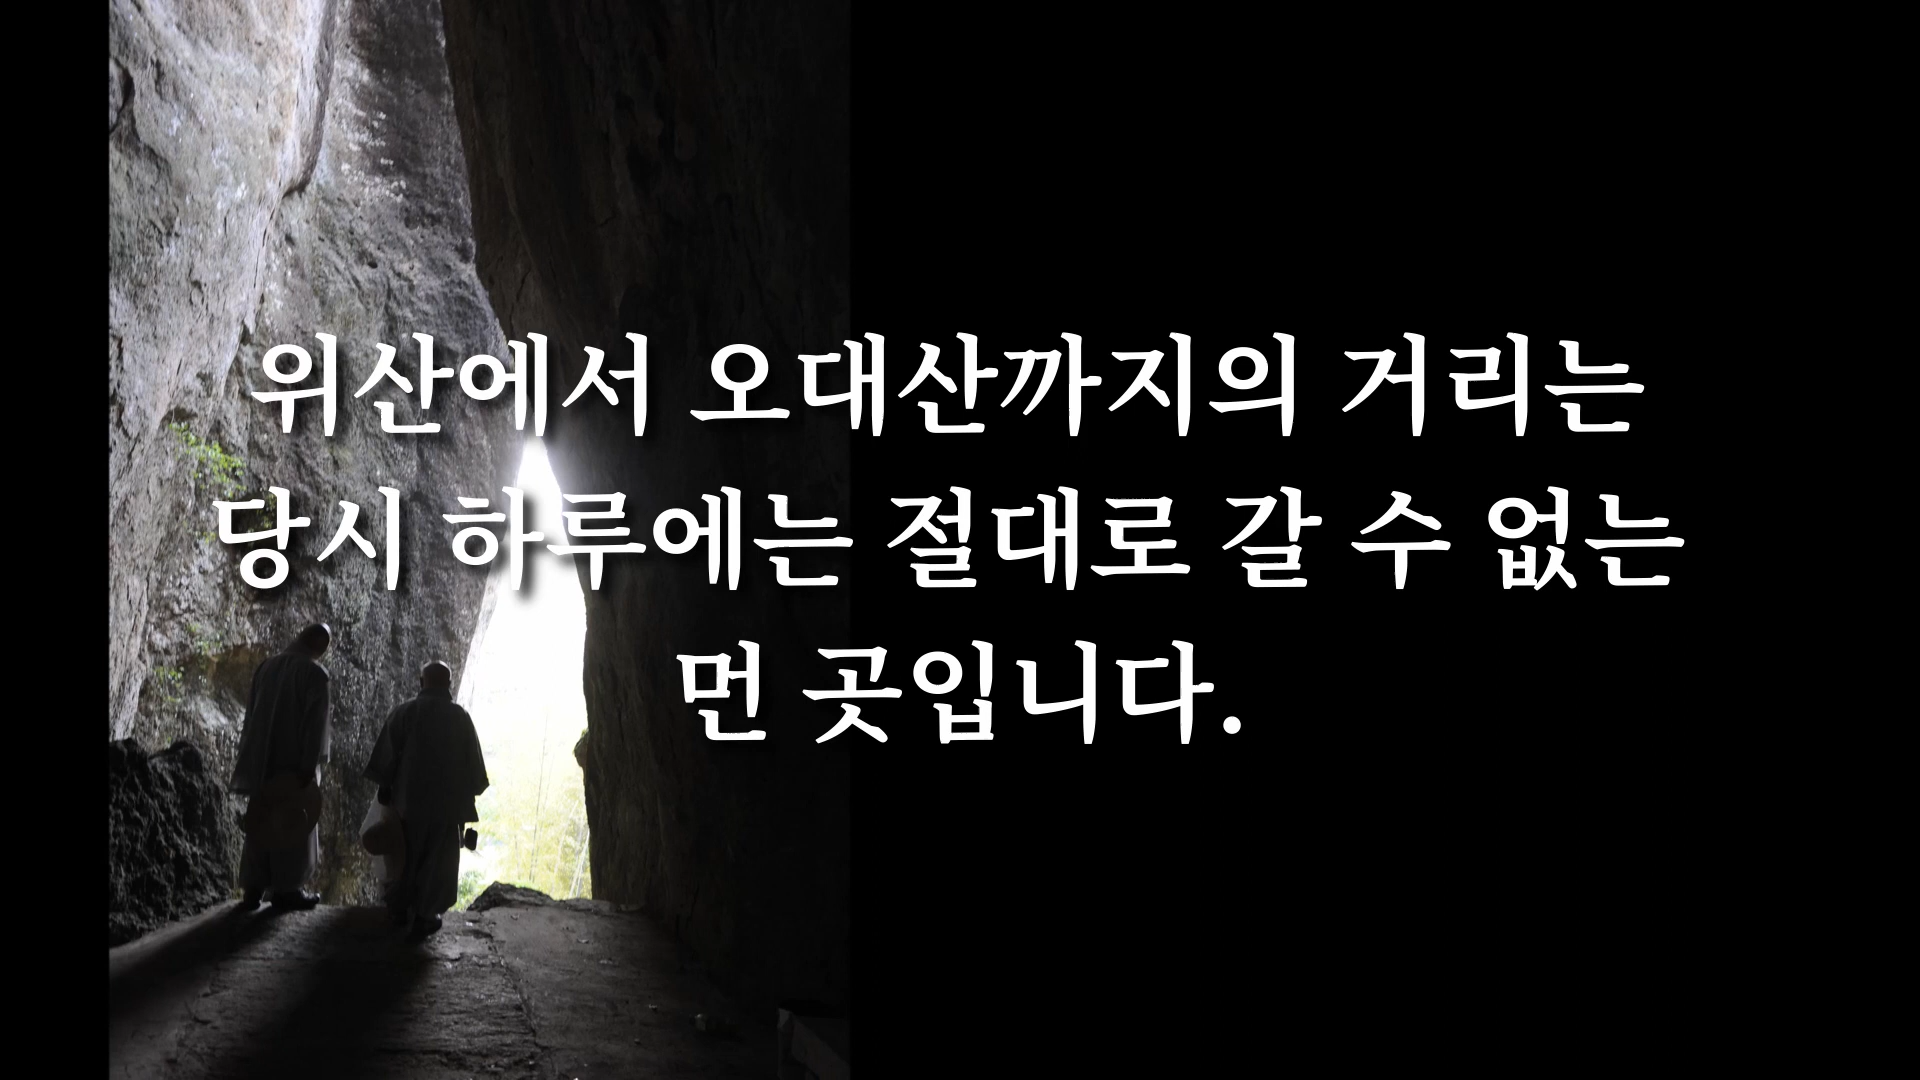 위산에서 오대산까지의 거리는
당시 하루에는 절대로 갈 수 없는
먼 곳입니다.